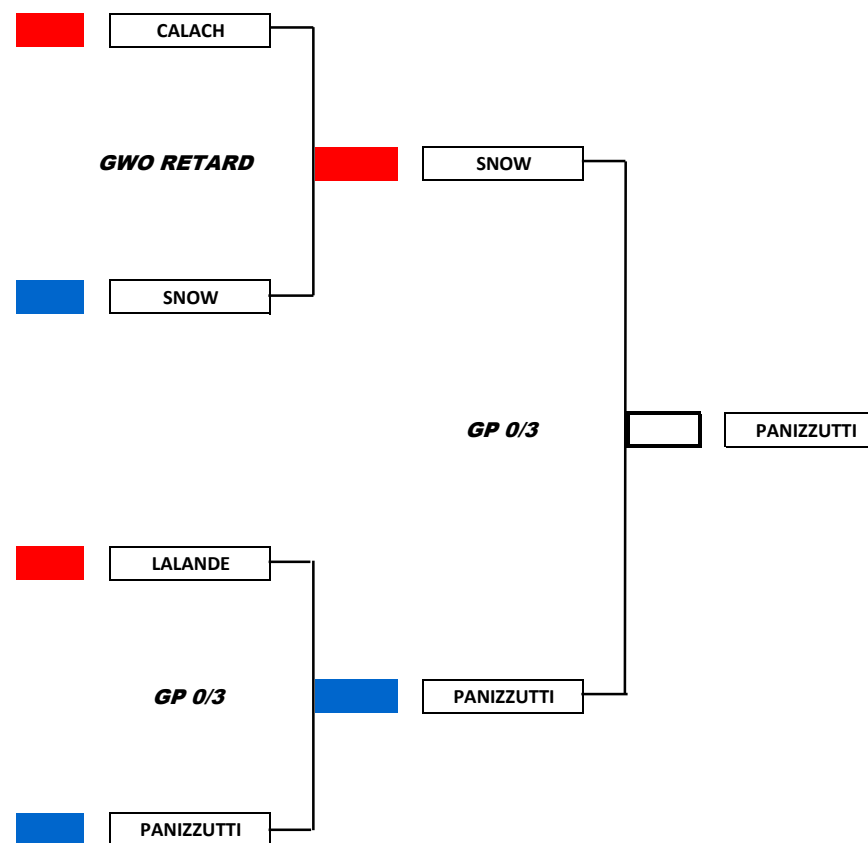 CALACH
GWO RETARD
SNOW
SNOW
GP 0/3
PANIZZUTTI
LALANDE
GP 0/3
PANIZZUTTI
PANIZZUTTI